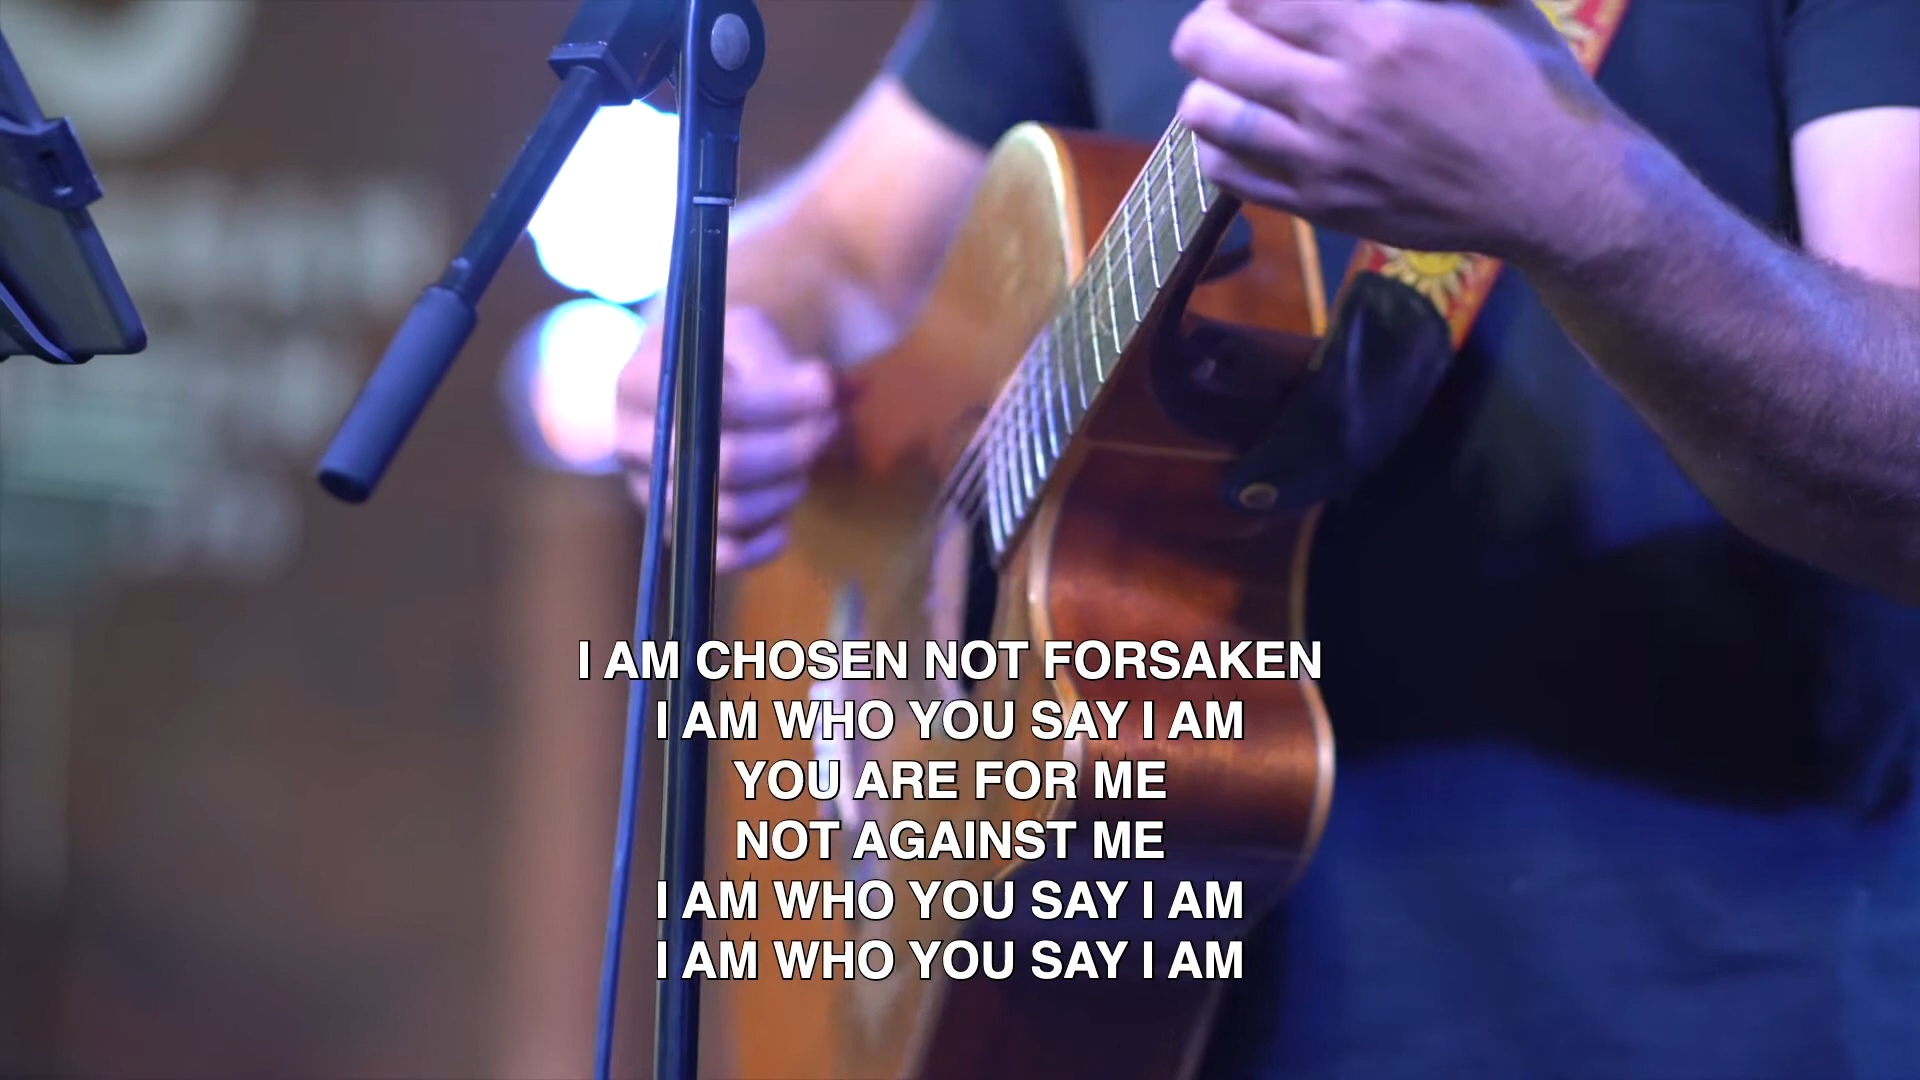 I AM CHOSEN NOT FORSAKEN
I AM WHO YOU SAY I AM
YOU ARE FOR ME
NOT AGAINST ME
I AM WHO YOU SAY I AM
I AM WHO YOU SAY I AM